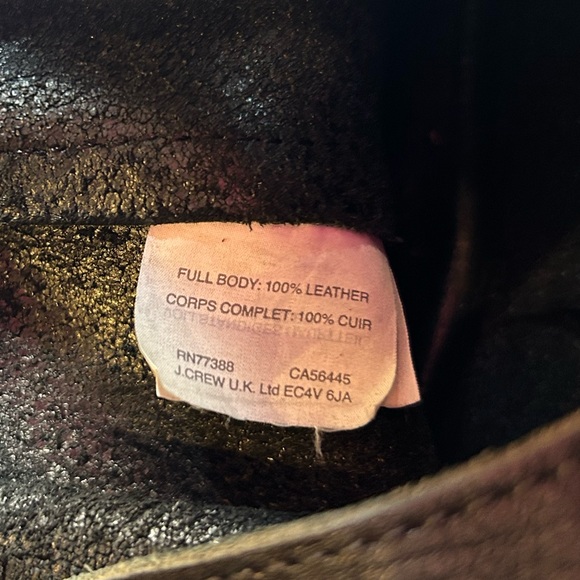 FULL BODY: 100% LEATHER
CORPS COMPLET: 100% CUIR
RN77388 CA56445
J.CREW U.K. Ltd EC4V 6JA